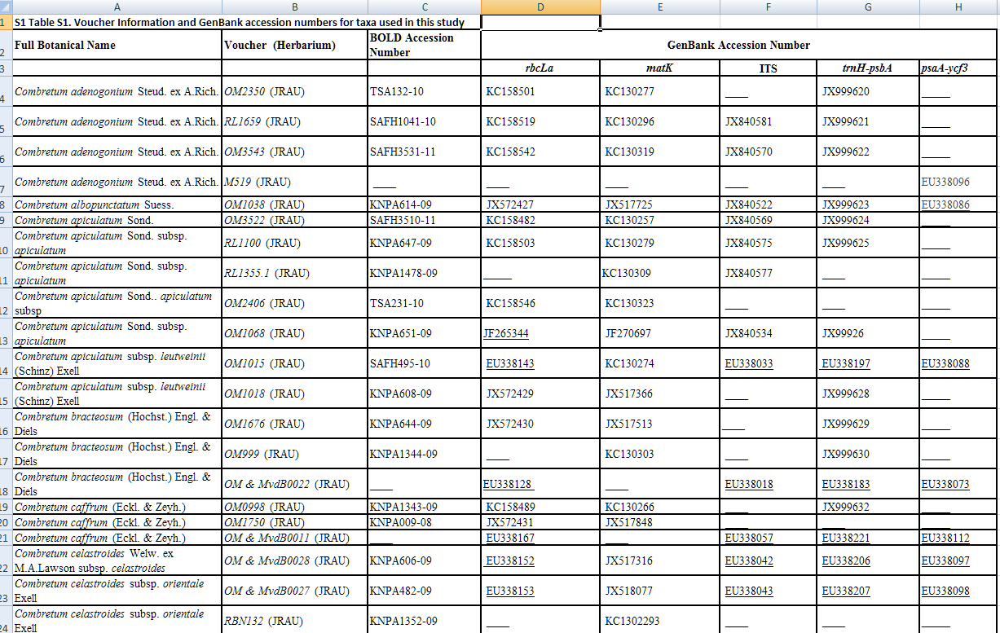 A B C D E F G H
1 S1 Table S1. Voucher Information and GenBank accession numbers for taxa used in this study
2 Full Botanical Name Voucher (Herbarium) BOLD Accession Number GenBank Accession Number
3 rbcLa matK ITS trnH-psbA psaA-ycf3
4 Combretum adenogonium Steud. ex A.Rich. OM2350 (JRAU) TSA132-10 KC158501 KC130277 ____ JX999620 ____
5 Combretum adenogonium Steud. ex A.Rich. RL1659 (JRAU) SAFH1041-10 KC158519 KC130296 JX840581 JX999621 ____
6 Combretum adenogonium Steud. ex A.Rich. OM3543 (JRAU) SAFH3531-11 KC158542 KC130319 JX840570 JX999622 ____
7 Combretum adenogonium Steud. ex A.Rich. M519 (JRAU) ____ ____ ____ ____ ____ EU338096
8 Combretum albopunctatum Suess. OM1038 (JRAU) KNPA614-09 JX572427 JX517725 JX840522 JX999623 EU338086
9 Combretum apiculatum Sond. OM3522 (JRAU) SAFH3510-11 KC158482 KC130257 JX840569 JX999624 ____
10 Combretum apiculatum Sond. subsp. apiculatum RL1100 (JRAU) KNPA647-09 KC158503 KC130279 JX840575 JX999625 ____
11 Combretum apiculatum Sond. subsp. apiculatum RL1355.1 (JRAU) KNPA1478-09 ____ KC130309 JX840577 ____ ____
12 Combretum apiculatum Sond.. apiculatum subsp OM2406 (JRAU) TSA231-10 KC158546 KC130323 ____ ____ ____
13 Combretum apiculatum Sond. subsp. apiculatum OM1068 (JRAU) KNPA651-09 JF265344 JF270697 JX840534 JX99926 ____
14 Combretum apiculatum subsp. leutweinii (Schinz) Exell OM1015 (JRAU) SAFH495-10 EU338143 KC130274 EU338033 EU338197 EU338088
15 Combretum apiculatum subsp. leutweinii (Schinz) Exell OM1018 (JRAU) KNPA608-09 JX572429 JX517366 ____ JX999628 ____
16 Combretum bracteosum (Hochst.) Engl. & Diels OM1676 (JRAU) KNPA644-09 JX572430 JX517513 ____ JX999629 ____
17 Combretum bracteosum (Hochst.) Engl. & Diels OM999 (JRAU) KNPA1344-09 ____ KC130303 ____ JX999630 ____
18 Combretum bracteosum (Hochst.) Engl. & Diels OM & MvdB0022 (JRAU) ____ EU338128 ____ EU338018 EU338183 EU338073
19 Combretum caffrum (Eckl. & Zeyh.) OM0998 (JRAU) KNPA1343-09 KC158489 KC130266 ____ JX999632 ____
20 Combretum caffrum (Eckl. & Zeyh.) OM1750 (JRAU) KNPA009-08 JX572431 JX517848 ____ ____ ____
21 Combretum caffrum (Eckl. & Zeyh.) OM & MvdB0011 (JRAU) ____ EU338167 ____ EU338057 EU338221 EU338112
22 Combretum celastroides Welw. ex M.A.Lawson subsp. celastroides OM & MvdB0028 (JRAU) KNPA606-09 EU338152 JX517316 EU338042 EU338206 EU338097
23 Combretum celastroides subsp. orientale Exell OM & MvdB0027 (JRAU) KNPA482-09 EU338153 JX518077 EU338043 EU338207 EU338098
24 Combretum celastroides subsp. orientale Exell RBN132 (JRAU) KNPA1352-09 ____ KC1302293 ____ ____ ____